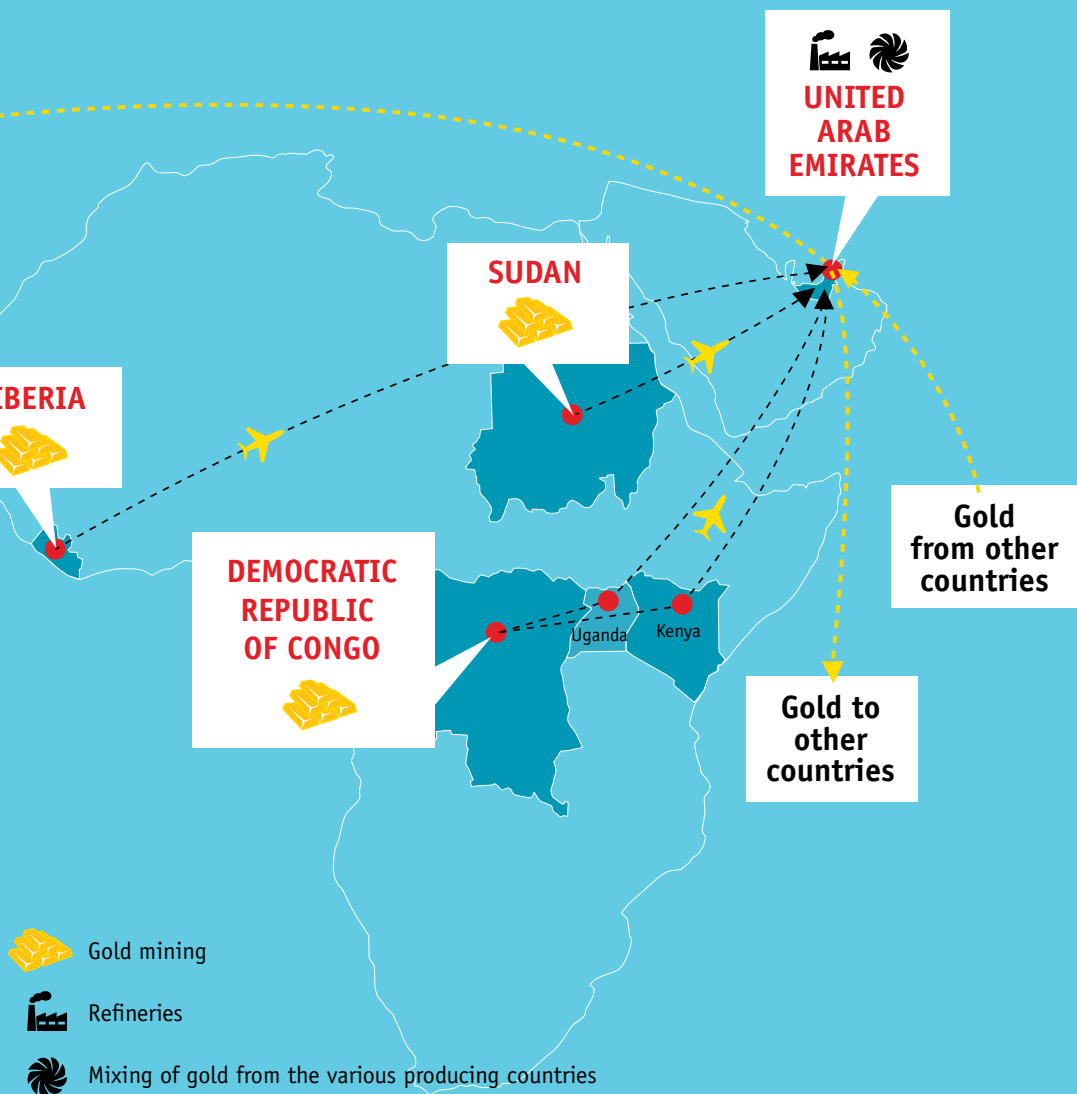 UNITED
ARAB
EMIRATES
SUDAN
IBERIA
DEMOCRATIC
REPUBLIC
OF CONGO
Uganda
Kenya
Gold
from other
countries
Gold to
other
countries
Gold mining
Refineries
Mixing of gold from the various producing countries